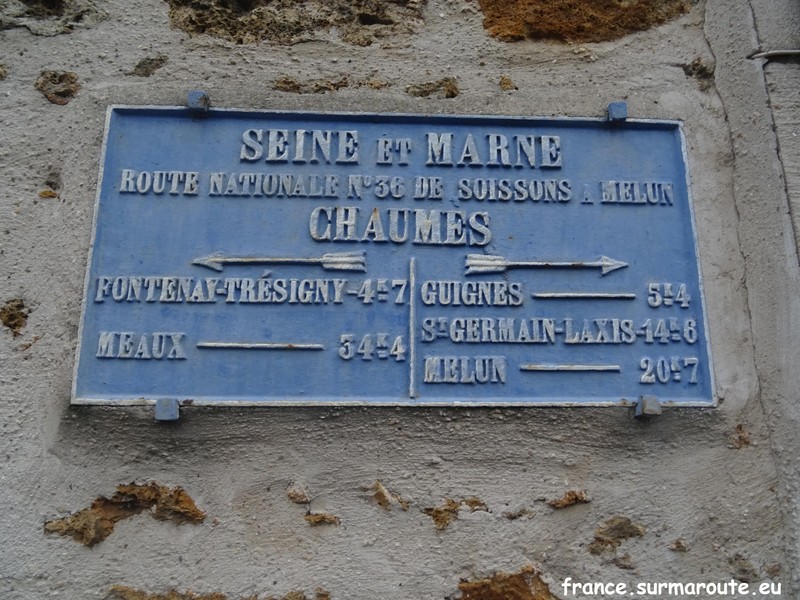 SEINE ET MARNE
ROUTE NATIONALE N° 36 DE SOISSONS A MELUN
CHAUMES
FONTENAY-TRÉSIGNY-4K7
MEAUX 34K4
GUIGNES 5K4
ST GERMAIN-LAXIS-14K6
MELUN 20K7
france.surmaroute.eu